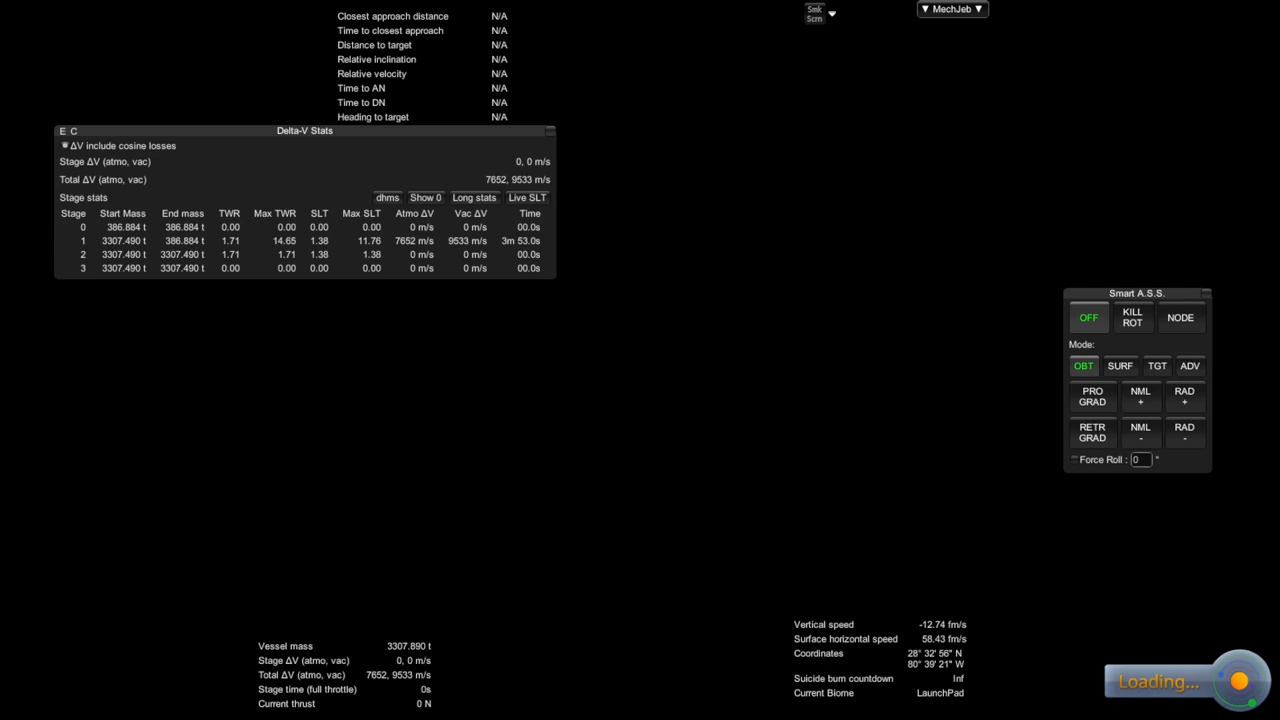 Closest approach distance N/A
Time to closest approach N/A
Distance to target N/A
Relative inclination N/A
Relative velocity N/A
Time to AN N/A
Time to DN N/A
Heading to target N/A
Smk
Scrn
▼ MechJeb ▼
E C Delta-V Stats
ΔV include cosine losses
Stage ΔV (atmo, vac) 0, 0 m/s
Total ΔV (atmo, vac) 7652, 9533 m/s
Stage stats dhms Show 0 Long stats Live SLT
Stage Start Mass End mass TWR Max TWR SLT Max SLT Atmo ΔV Vac ΔV Time
0 386.884 t 386.884 t 0.00 0.00 0.00 0.00 0 m/s 0 m/s 00.0s
1 3307.490 t 386.884 t 1.71 14.65 1.38 11.76 7652 m/s 9533 m/s 3m 53.0s
2 3307.490 t 3307.490 t 1.71 1.71 1.38 1.38 0 m/s 0 m/s 00.0s
3 3307.490 t 3307.490 t 0.00 0.00 0.00 0.00 0 m/s 0 m/s 00.0s
Smart A.S.S.
OFF KILL ROT NODE
Mode:
OBT SURF TGT ADV
PRO GRAD NML + RAD +
RETR GRAD NML - RAD -
Force Roll : 0 °
Vessel mass 3307.890 t
Stage ΔV (atmo, vac) 0, 0 m/s
Total ΔV (atmo, vac) 7652, 9533 m/s
Stage time (full throttle) 0s
Current thrust 0 N
Vertical speed -12.74 fm/s
Surface horizontal speed 58.43 fm/s
Coordinates 28° 32' 56" N
80° 39' 21" W
Suicide burn countdown Inf
Current Biome LaunchPad
Loading...